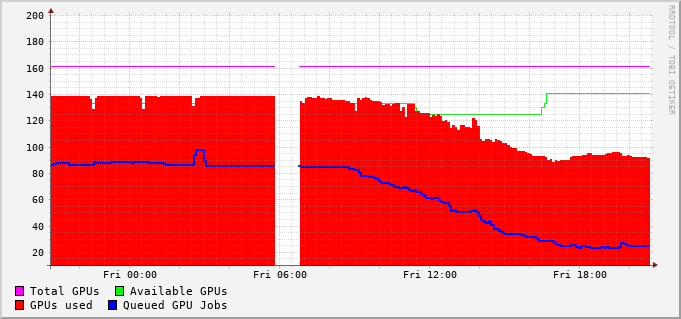 200
180
160
140
120
100
80
60
40
20
Fri 00:00 Fri 06:00 Fri 12:00 Fri 18:00
Total GPUs Available GPUs
GPUs used Queued GPU Jobs
RRDTOOL / TOBI OETIKER